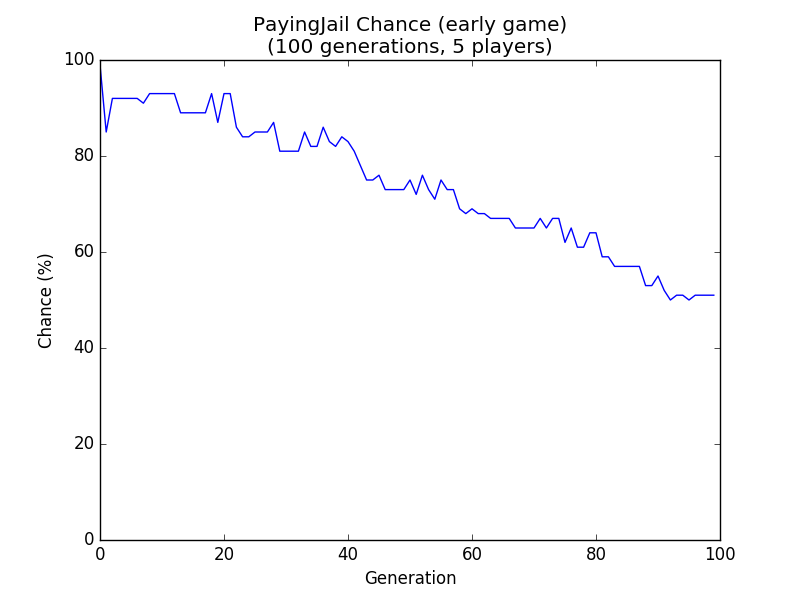 PayingJail Chance (early game)
(100 generations, 5 players)
100
80
60
40
20
0
Chance (%)
0 20 40 60 80 100
Generation